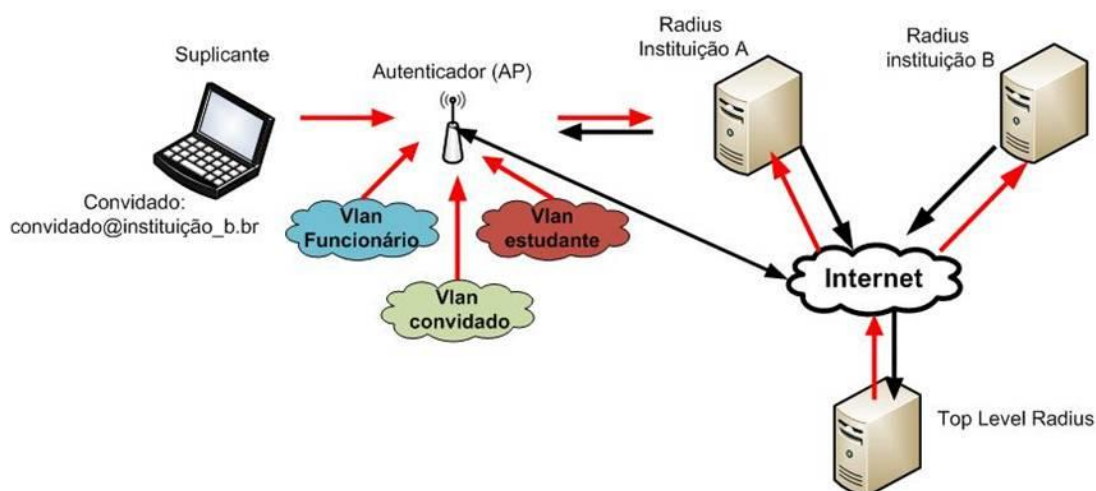 Suplicante
Autenticador (AP)
Radius
Instituição A
Radius
instituição B
Convidado:
convidado@instituição_b.br
Vlan
Funcionário
Vlan
estudante
Vlan
convidado
Internet
Top Level Radius